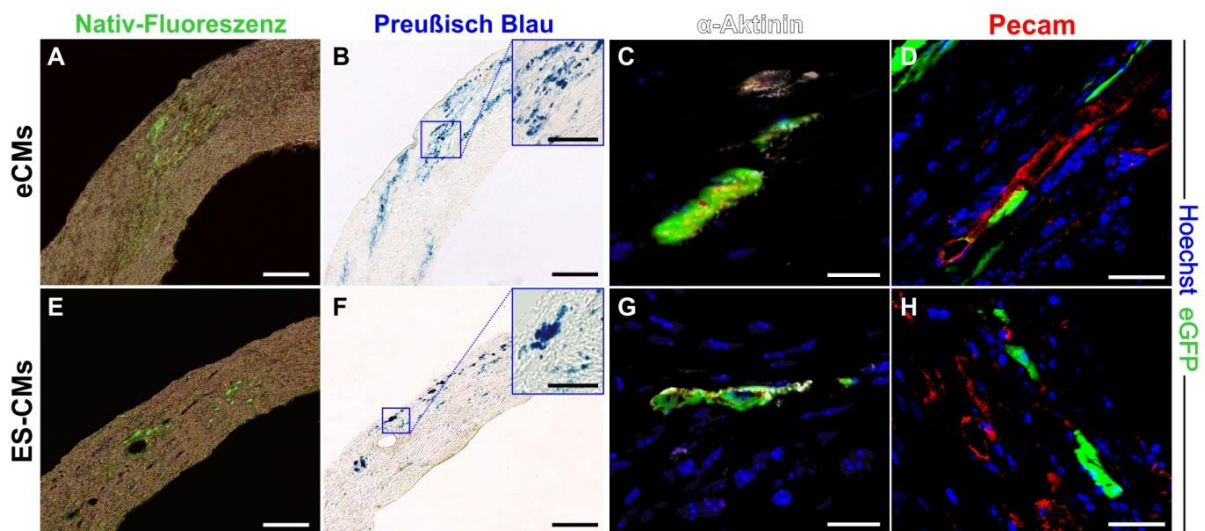 Nativ-Fluoreszenz
Preußisch Blau
α-Aktinin
Pecam
eCMs
A
B
C
D
ES-CMs
E
F
G
H
Hoechst eGFP